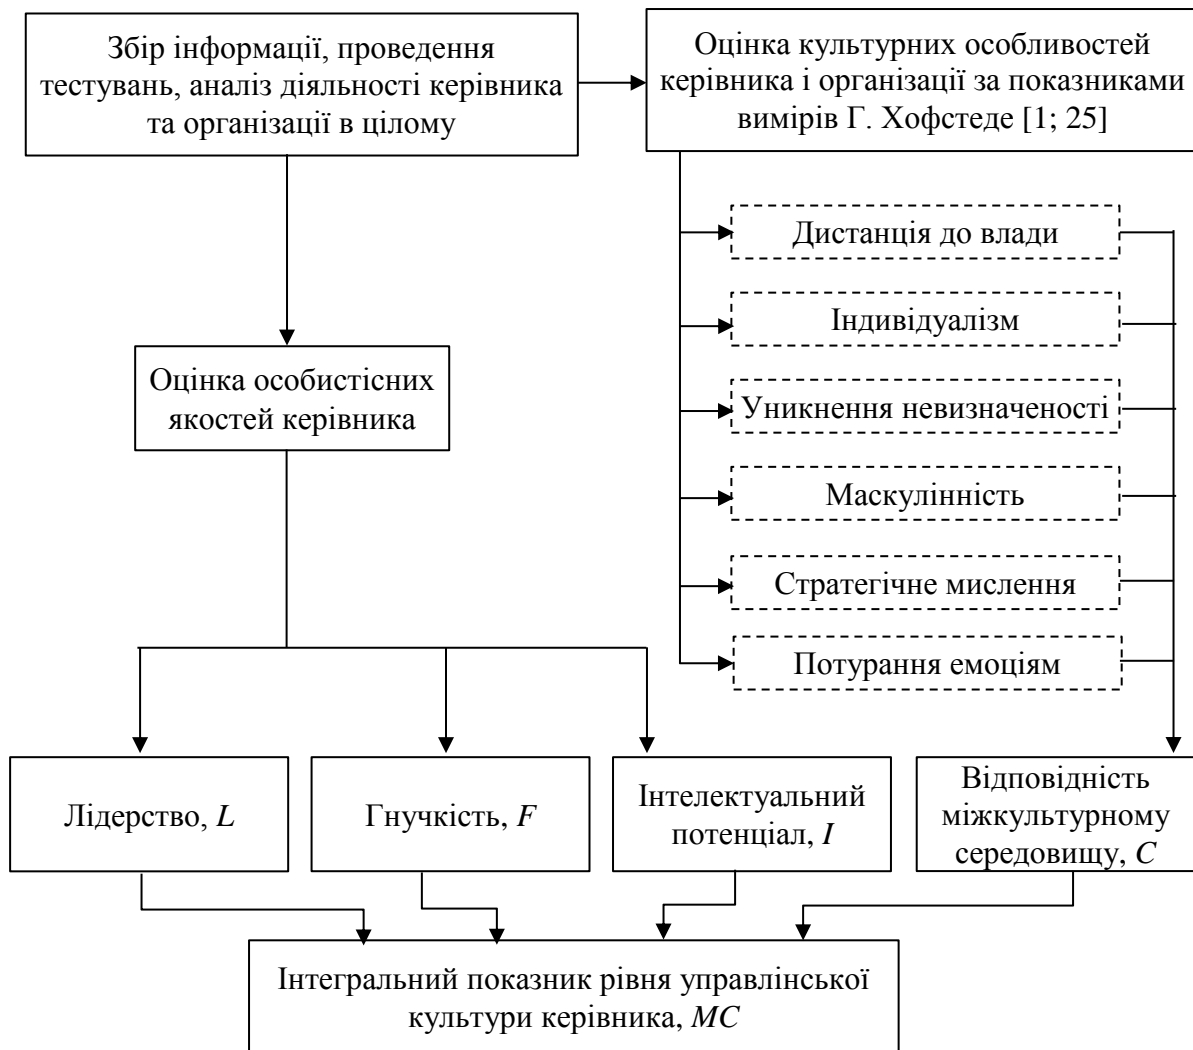 Збір інформації, проведення
тестувань, аналіз діяльності керівника
та організації в цілому
Оцінка культурних особливостей
керівника і організації за показниками
вимірів Г. Хофстеде [1; 25]
Дистанція до влади
Індивідуалізм
Уникнення невизначеності
Маскулінність
Стратегічне мислення
Потурання емоціям
Оцінка особистісних
якостей керівника
Лідерство, L
Гнучкість, F
Інтелектуальний
потенціал, I
Відповідність
міжкультурному
середовищу, C
Інтегральний показник рівня управлінської
культури керівника, MC